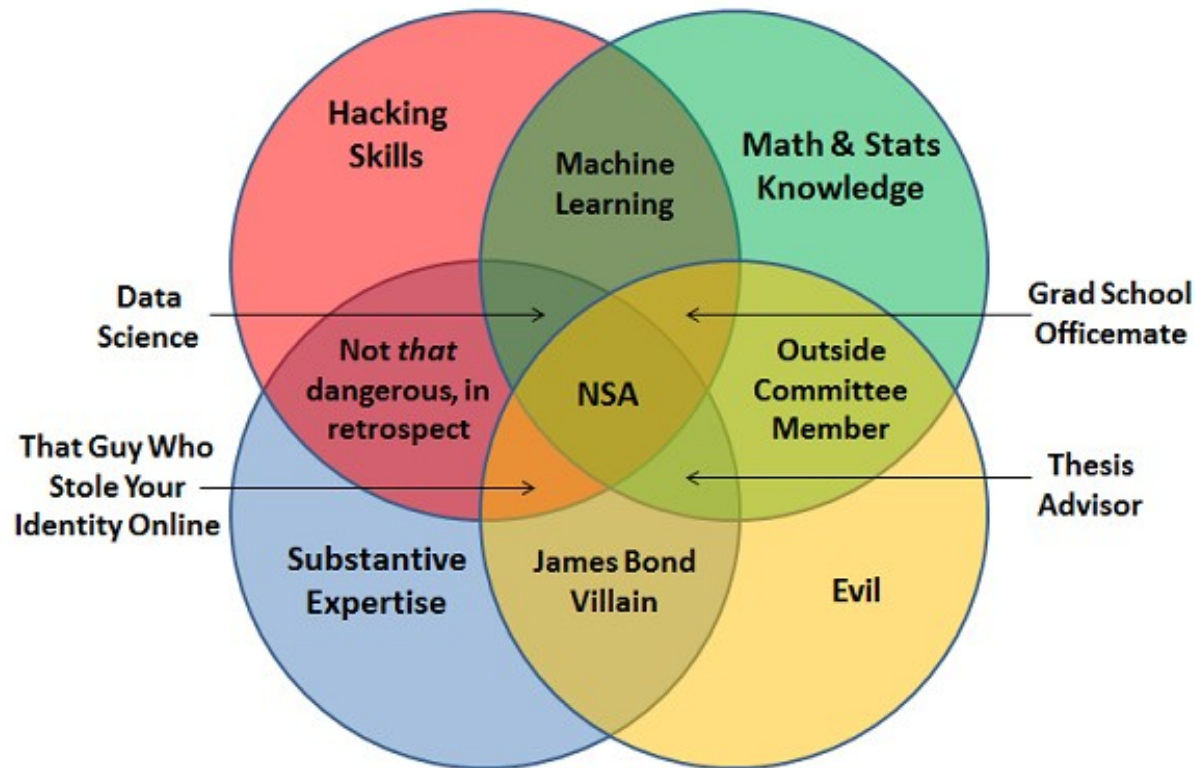 Hacking
Skills
Machine
Learning
Math & Stats
Knowledge
Data
Science
Grad School
Officemate
Not that
dangerous, in
retrospect
NSA
Outside
Committee
Member
That Guy Who
Stole Your
Identity Online
Thesis
Advisor
Substantive
Expertise
James Bond
Villain
Evil